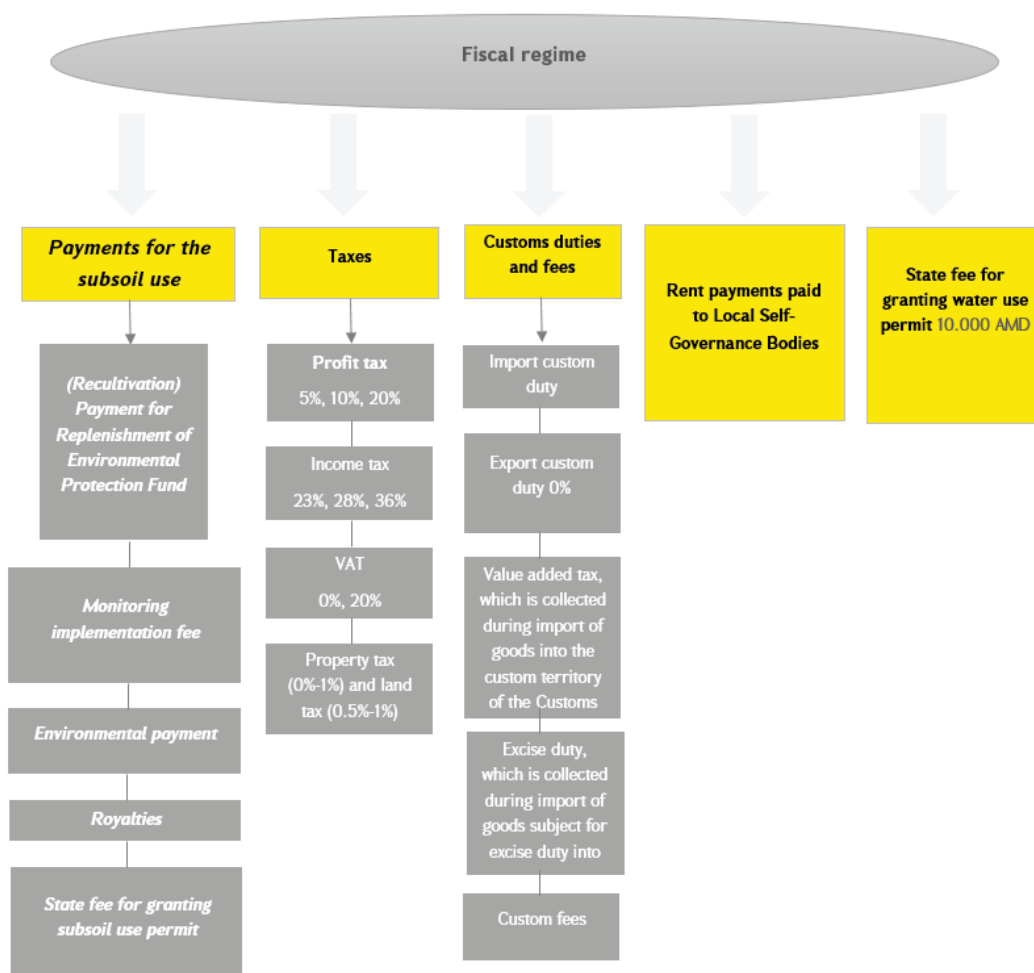 Fiscal regime
Payments for the
subsoil use
(Recultivation)
Payment for
Replenishment of
Environmental
Protection Fund
Monitoring
implementation fee
Environmental payment
Royalties
State fee for granting
subsoil use permit
Taxes
Profit tax
5%, 10%, 20%
Income tax
23%, 28%, 36%
VAT
0%, 20%
Property tax
(0%-1%) and land
tax (0.5%-1%)
Customs duties
and fees
Import custom
duty
Export custom
duty 0%
Value added tax,
which is collected
during import of
goods into the
custom territory
of the Customs
Excise duty,
which is collected
during import of
goods subject for
excise duty into
Custom fees
Rent payments paid
to Local Self-
Governance Bodies
State fee for
granting water use
permit 10.000 AMD